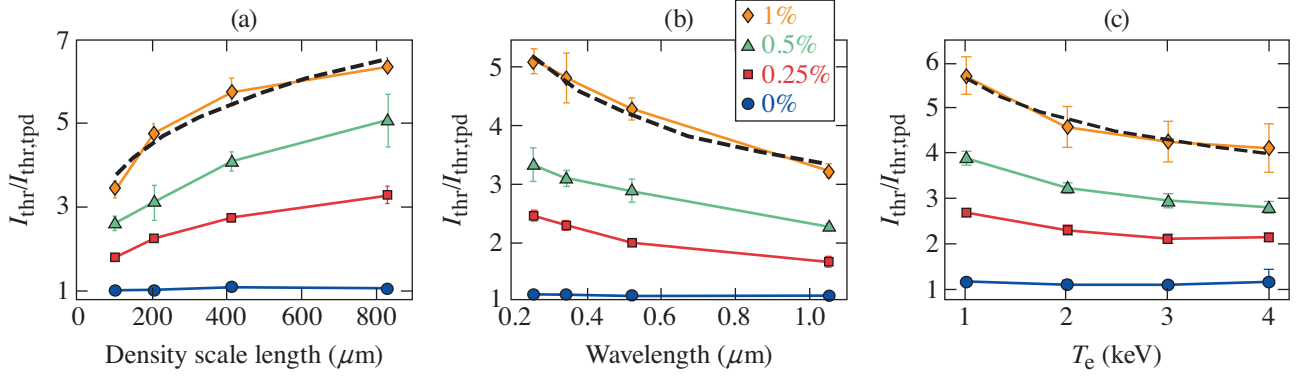 (a)
7
5
3
1
I_thr/I_thr,tpd
0 200 400 600 800
Density scale length (μm)
(b)
5
4
3
2
1
I_thr/I_thr,tpd
0.2 0.4 0.6 0.8 1.0
Wavelength (μm)
1%
0.5%
0.25%
0%
(c)
6
5
4
3
2
1
I_thr/I_thr,tpd
1 2 3 4
T_e (keV)